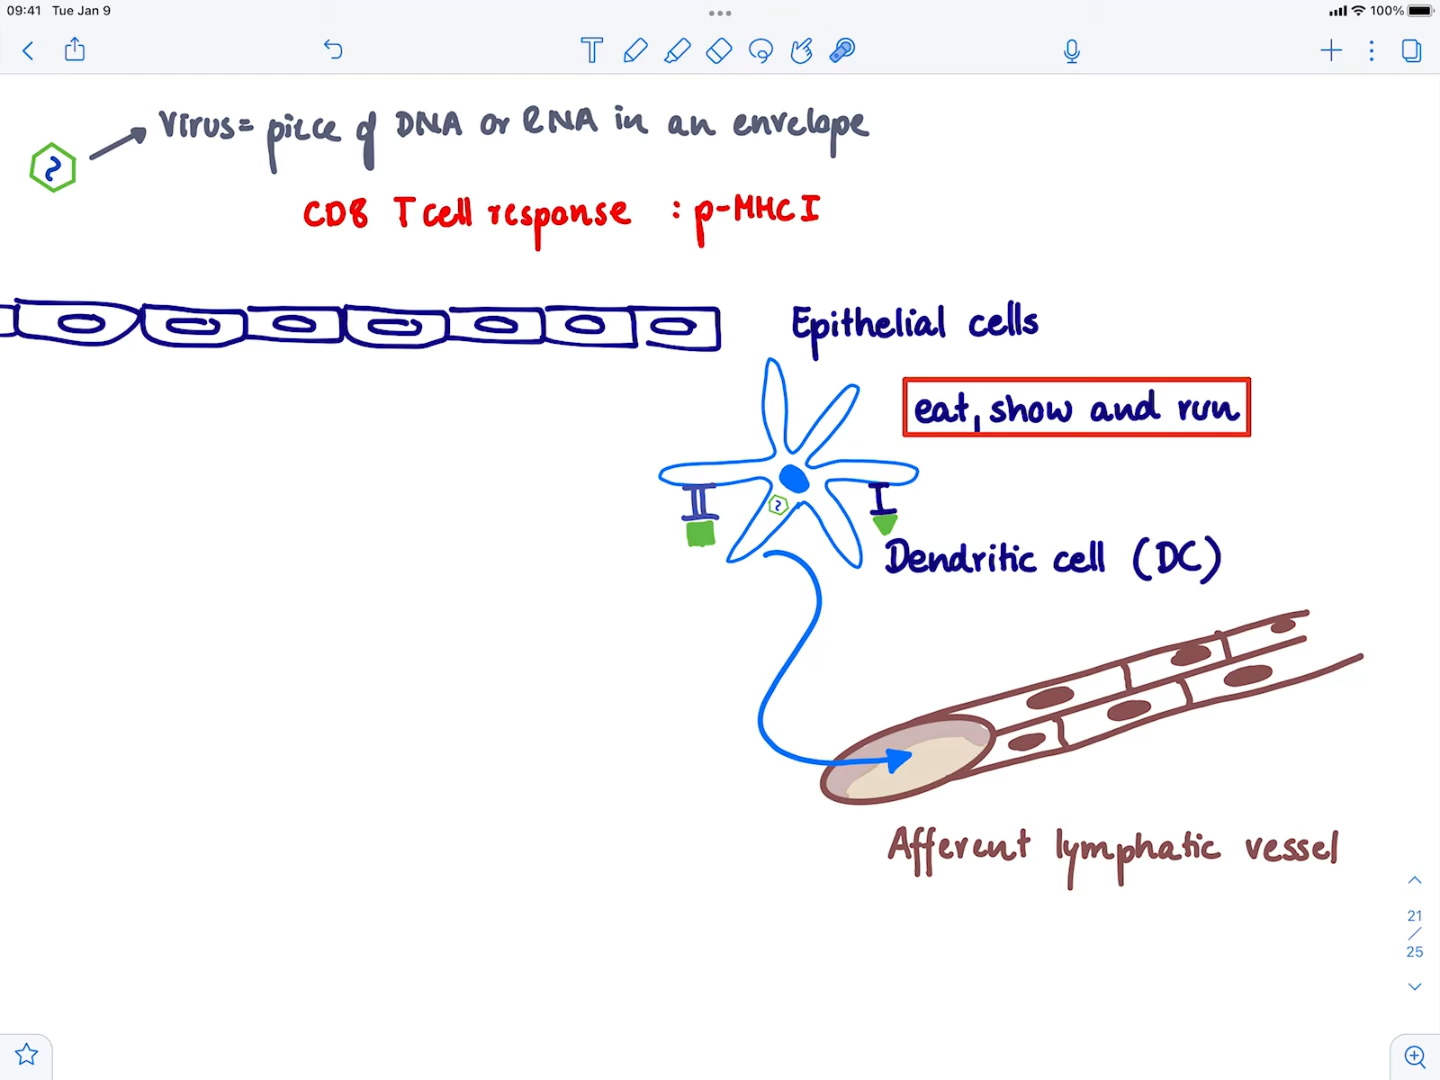 09:41 Tue Jan 9
100%
Virus= piece of DNA or RNA in an envelope
CD8 T cell response : p-MHC I
Epithelial cells
eat, show and run
II
I
Dendritic cell (DC)
Afferent lymphatic vessel
21
/
25